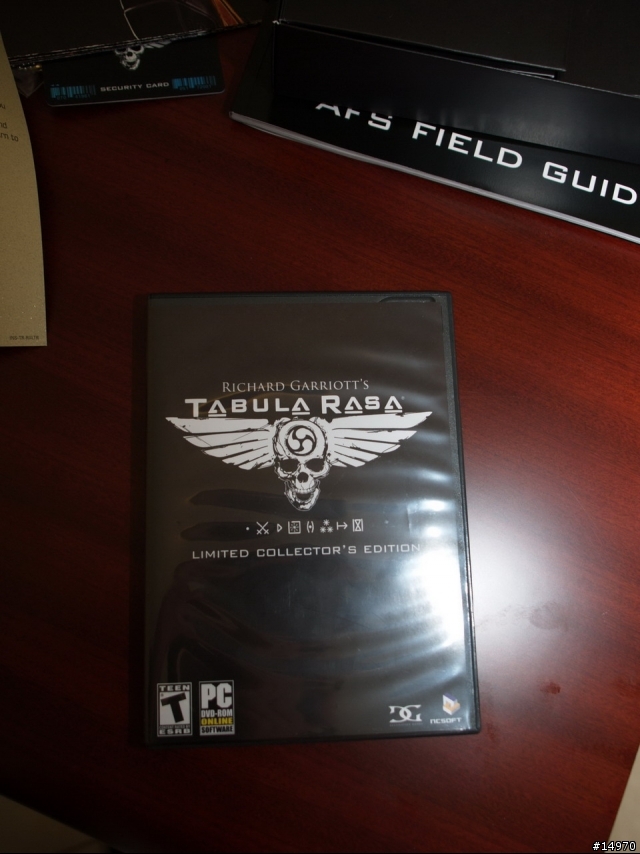 SECURITY CARD
AFS FIELD GUID
RICHARD GARRIOTT'S
TABULA RASA
LIMITED COLLECTOR'S EDITION
TEEN
T
ESRB
PC
DVD-ROM
ONLINE
SOFTWARE
NCSOFT
#14970